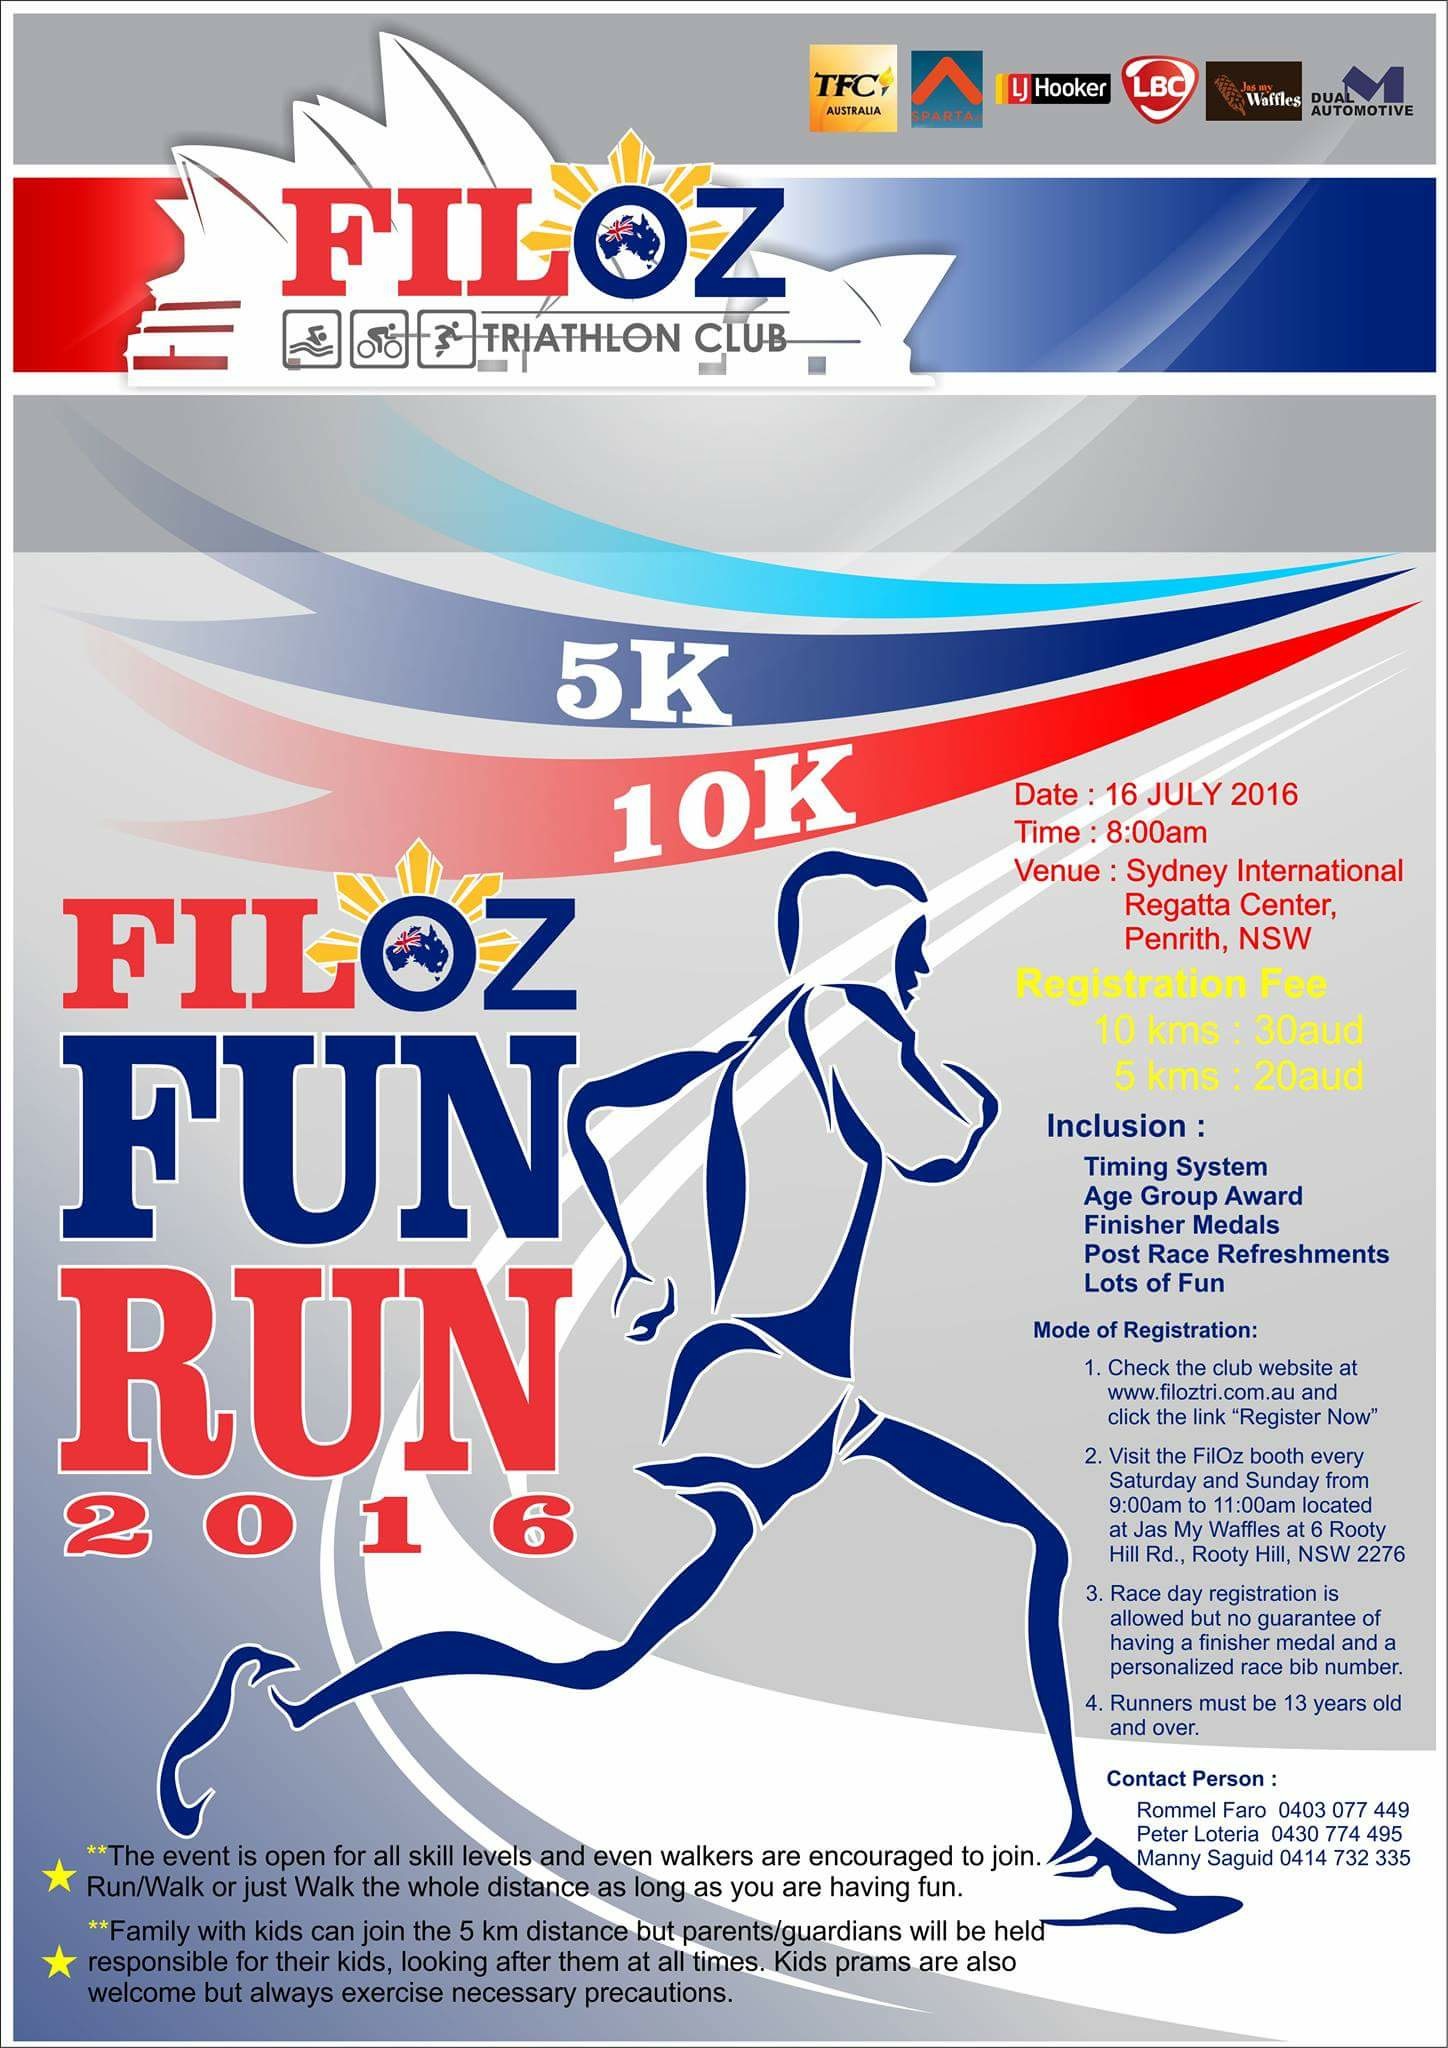 TFC
AUSTRALIA
SPARTA
LJ Hooker
LBC
Jas my
Waffles
DUAL M
AUTOMOTIVE
FILOZ
TRIATHLON CLUB
5K
10K
Date : 16 JULY 2016
Time : 8:00am
Venue : Sydney International
Regatta Center,
Penrith, NSW
FILOZ
FUN
RUN
2016
Registration Fee
10 kms : 30aud
5 kms : 20aud
Inclusion :
Timing System
Age Group Award
Finisher Medals
Post Race Refreshments
Lots of Fun
Mode of Registration:
1. Check the club website at
www.filoztri.com.au and
click the link “Register Now”
2. Visit the FilOz booth every
Saturday and Sunday from
9:00am to 11:00am located
at Jas My Waffles at 6 Rooty
Hill Rd., Rooty Hill, NSW 2276
3. Race day registration is
allowed but no guarantee of
having a finisher medal and a
personalized race bib number.
4. Runners must be 13 years old
and over.
Contact Person :
Rommel Faro 0403 077 449
Peter Loteria 0430 774 495
Manny Saguid 0414 732 335
**The event is open for all skill levels and even walkers are encouraged to join.
Run/Walk or just Walk the whole distance as long as you are having fun.
**Family with kids can join the 5 km distance but parents/guardians will be held
responsible for their kids, looking after them at all times. Kids prams are also
welcome but always exercise necessary precautions.